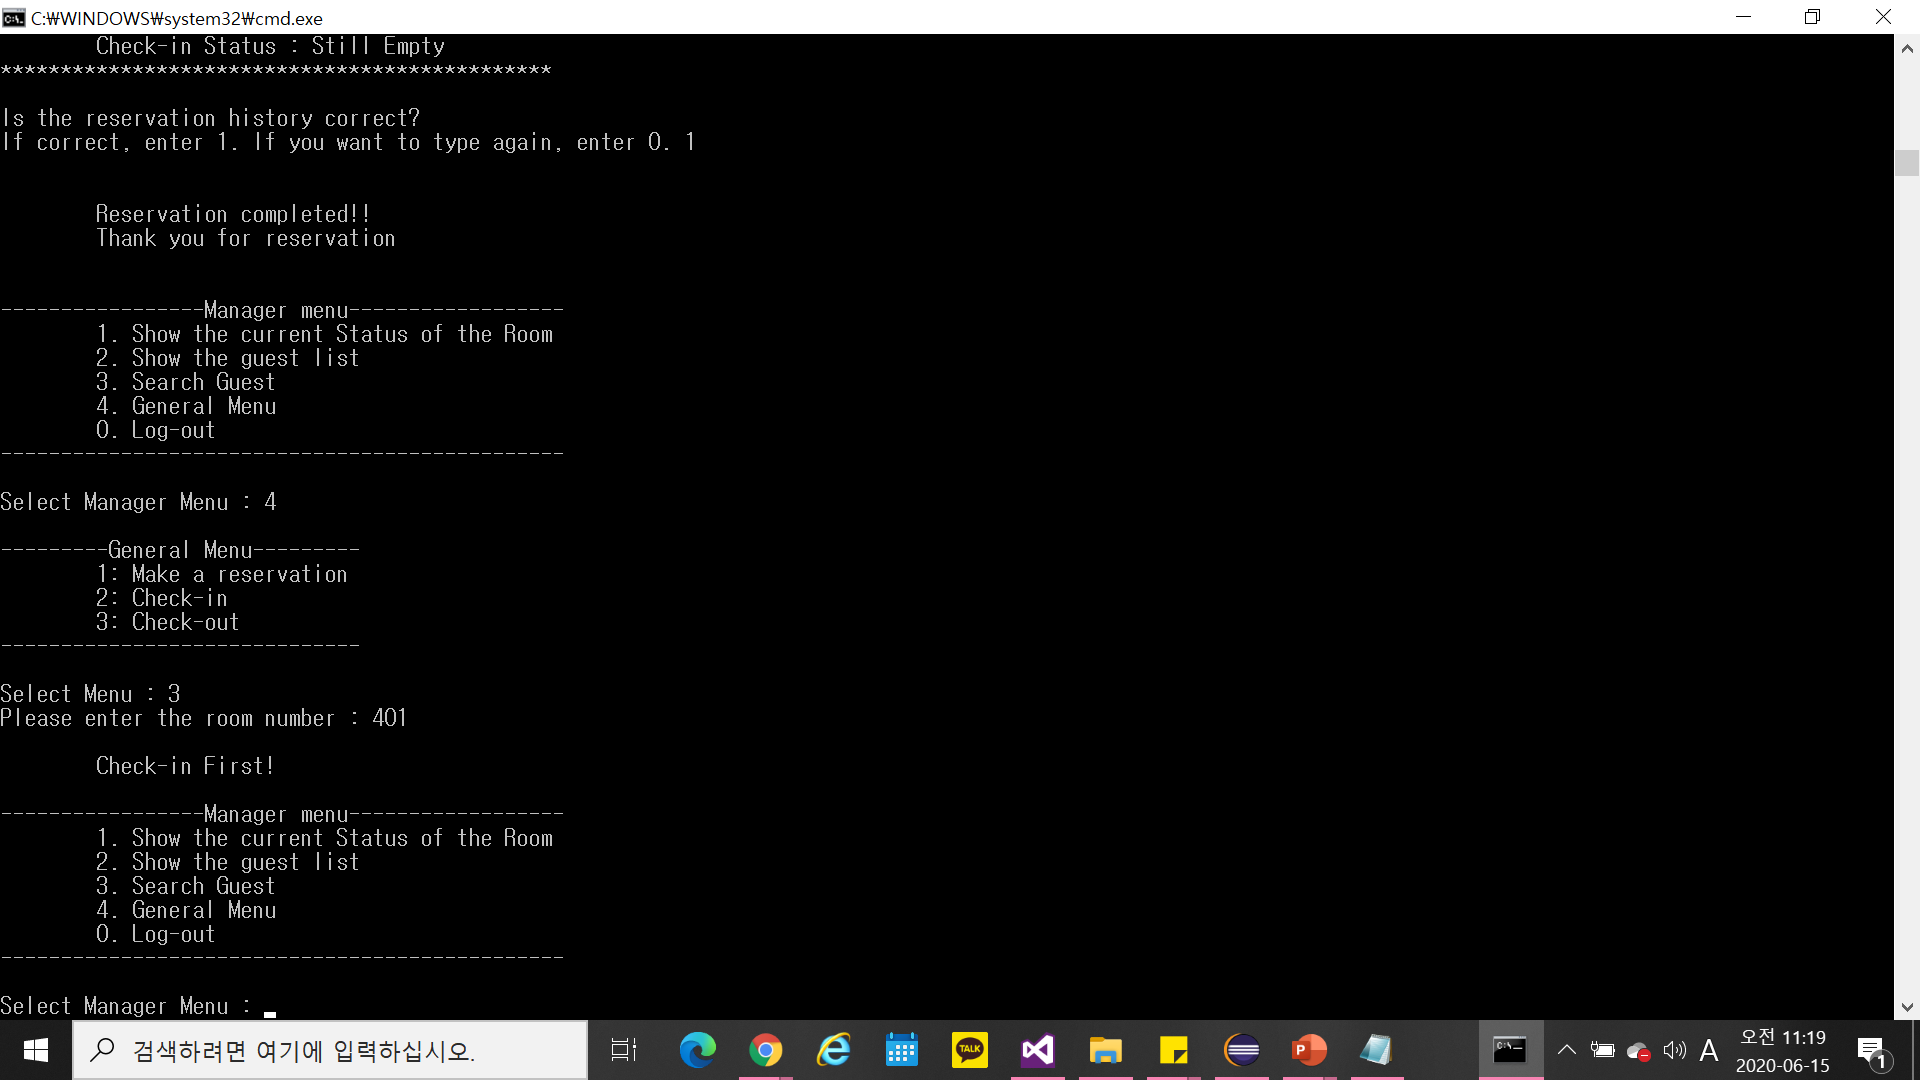 C:₩WINDOWS₩system32₩cmd.exe
Check-in Status : Still Empty
**********************************************
Is the reservation history correct?
If correct, enter 1. If you want to type again, enter 0. 1
Reservation completed!!
Thank you for reservation
-----------------Manager menu------------------
1. Show the current Status of the Room
2. Show the guest list
3. Search Guest
4. General Menu
0. Log-out
-----------------------------------------------
Select Manager Menu : 4
---------General Menu---------
1: Make a reservation
2: Check-in
3: Check-out
------------------------------
Select Menu : 3
Please enter the room number : 401
Check-in First!
-----------------Manager menu------------------
1. Show the current Status of the Room
2. Show the guest list
3. Search Guest
4. General Menu
0. Log-out
-----------------------------------------------
Select Manager Menu :
검색하려면 여기에 입력하십시오.
TALK
A
오전 11:19
2020-06-15
1